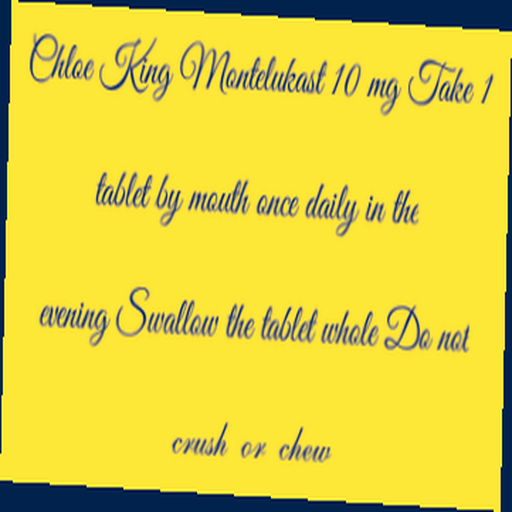 Chloe King Montelukast 10 mg Take 1
tablet by mouth once daily in the
evening Swallow the tablet whole Do not
crush or chew